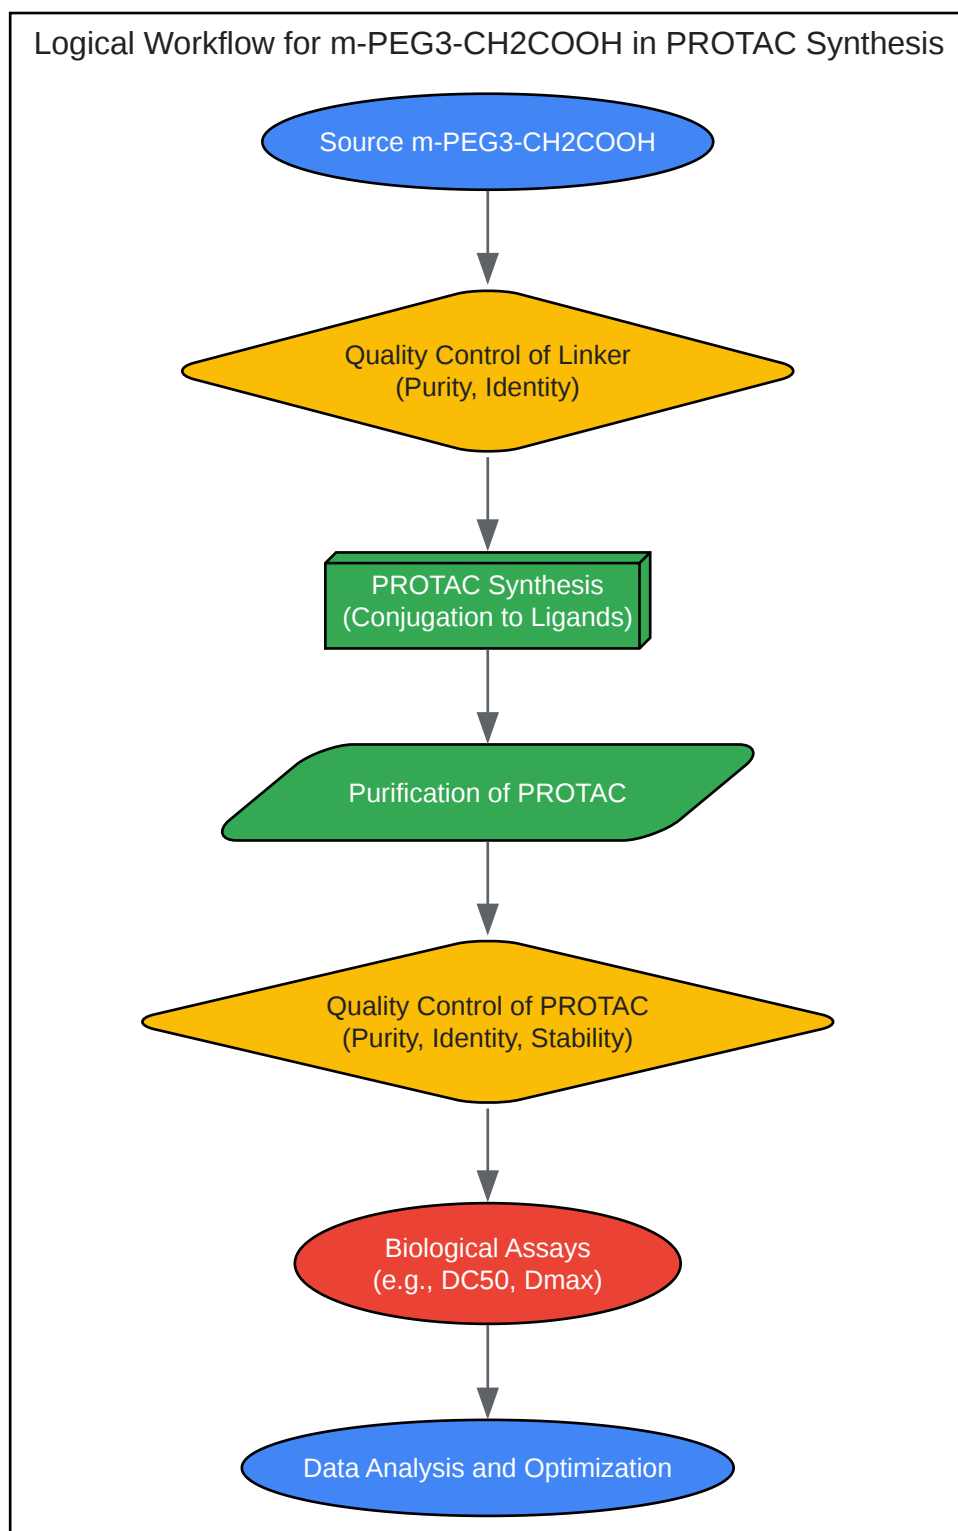 Logical Workflow for m-PEG3-CH2COOH in PROTAC Synthesis
Source m-PEG3-CH2COOH
Quality Control of Linker
(Purity, Identity)
PROTAC Synthesis
(Conjugation to Ligands)
Purification of PROTAC
Quality Control of PROTAC
(Purity, Identity, Stability)
Biological Assays
(e.g., DC50, Dmax)
Data Analysis and Optimization